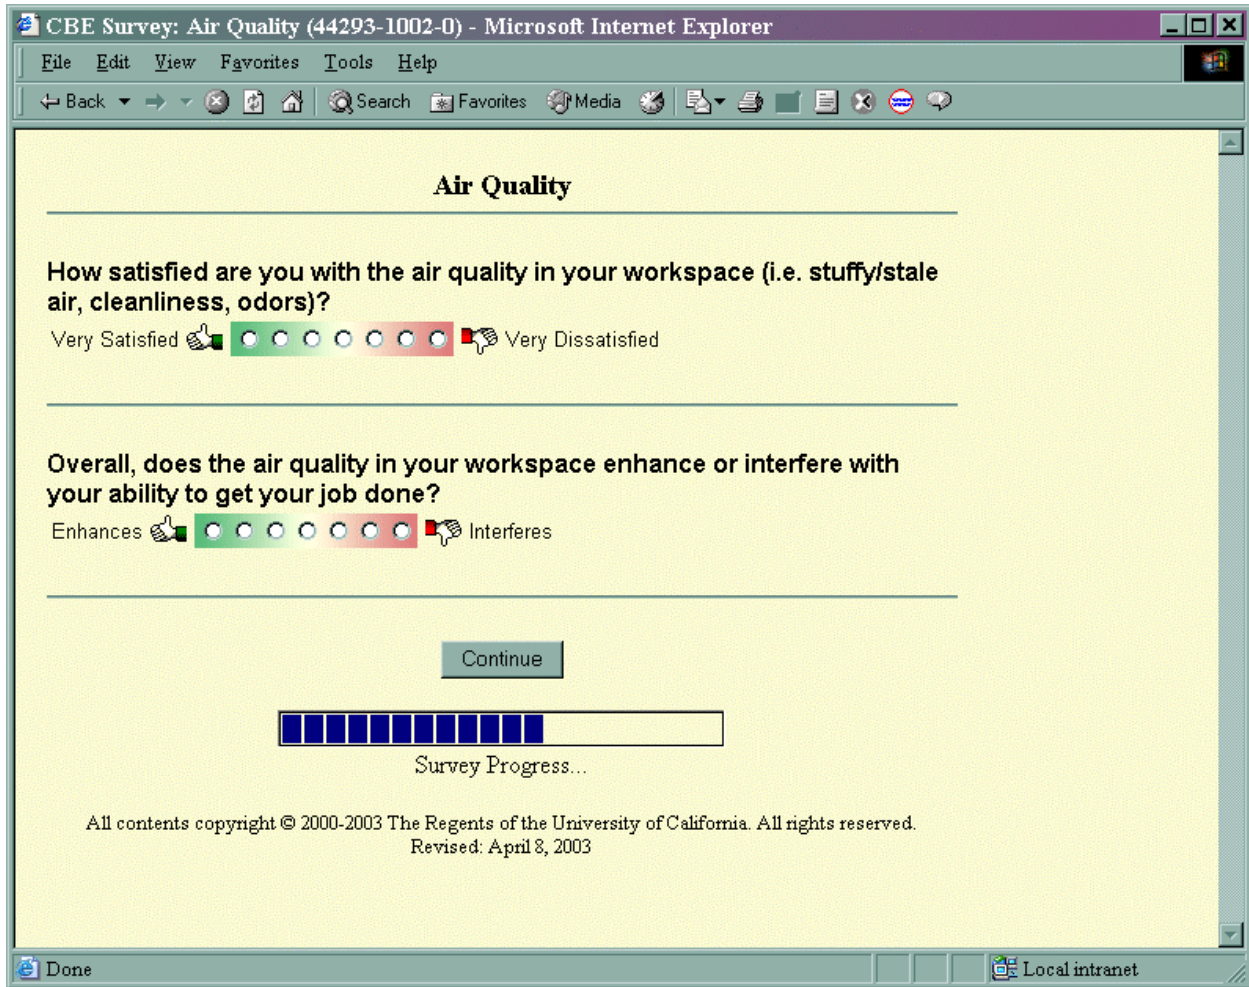 CBE Survey: Air Quality (44293-1002-0) - Microsoft Internet Explorer
File Edit View Favorites Tools Help
Back Search Favorites Media
Air Quality
How satisfied are you with the air quality in your workspace (i.e. stuffy/stale
air, cleanliness, odors)?
Very Satisfied Very Dissatisfied
Overall, does the air quality in your workspace enhance or interfere with
your ability to get your job done?
Enhances Interferes
Continue
Survey Progress...
All contents copyright © 2000-2003 The Regents of the University of California. All rights reserved.
Revised: April 8, 2003
Done Local intranet